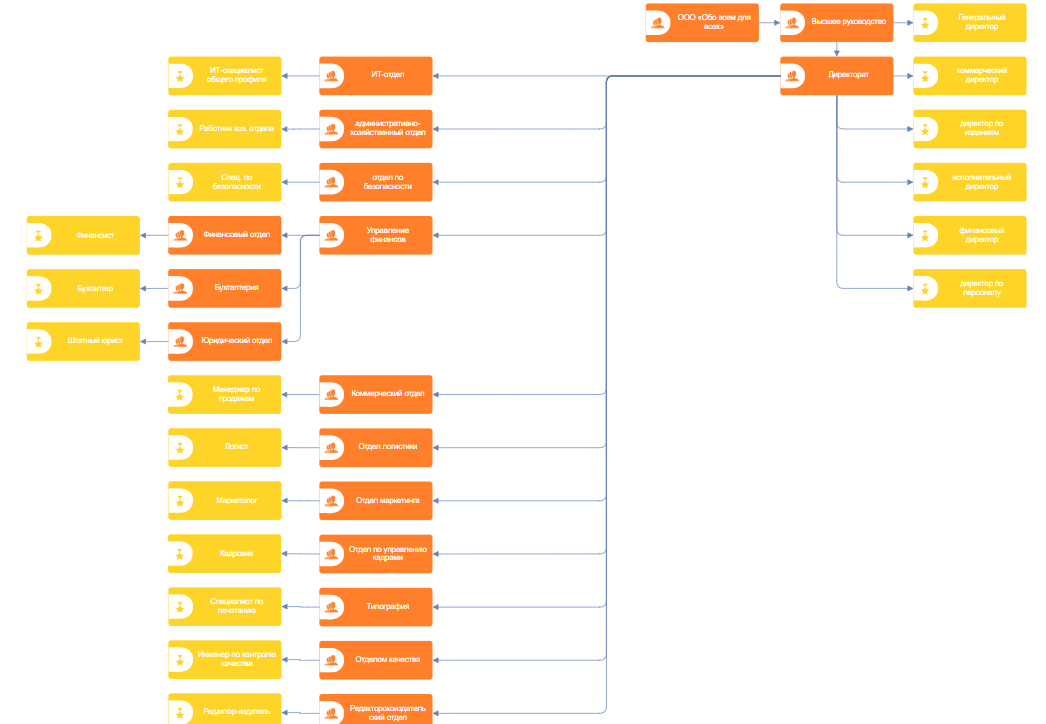 ООО «Обо всем для
всех»
Высшее руководство
Генеральный
директор
ИТ-специалист
общего профиля
ИТ-отдел
Директорат
коммерческий
директор
Работник хоз. отдела
административно-
хозяйственный отдел
директор по
изданиям
Спец. по
безопасности
отдел по
безопасности
исполнительный
директор
Финансист
Финансовый отдел
Управление
финансов
финансовый
директор
Бухгалтер
Бухгалтерия
директор по
персоналу
Штатный юрист
Юридический отдел
Менеджер по
продажам
Коммерческий отдел
Логист
Отдел логистики
Маркетолог
Отдел маркетинга
Кадровик
Отдел по управлению
кадрами
Специалист по
печатанию
Типография
Инженер по контролю
качества
Отделом качества
Редактор-издатель
Редакторскоиздатель
ский отдел